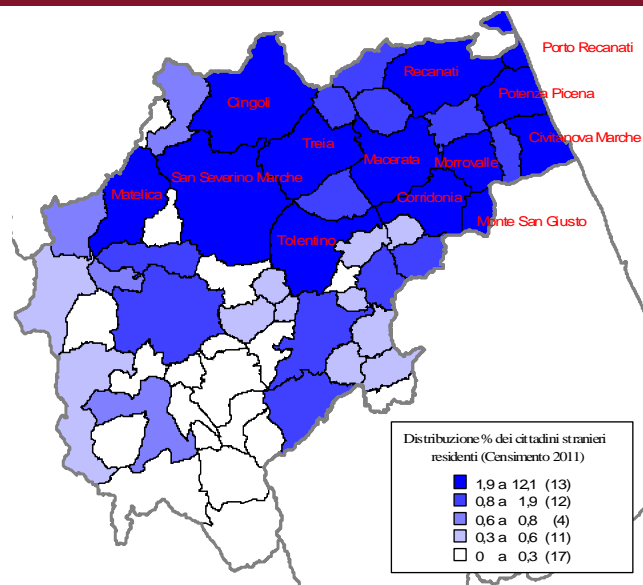 Porto Recanati
Recanati
Potenza Picena
Cingoli
Civitanova Marche
Treia
Macerata
Morrovalle
San Severino Marche
Matelica
Corridonia
Monte San Giusto
Tolentino
Distribuzione % dei cittadini stranieri
residenti (Censimento 2011)
1,9 a 12,1 (13)
0,8 a 1,9 (12)
0,6 a 0,8 (4)
0,3 a 0,6 (11)
0 a 0,3 (17)